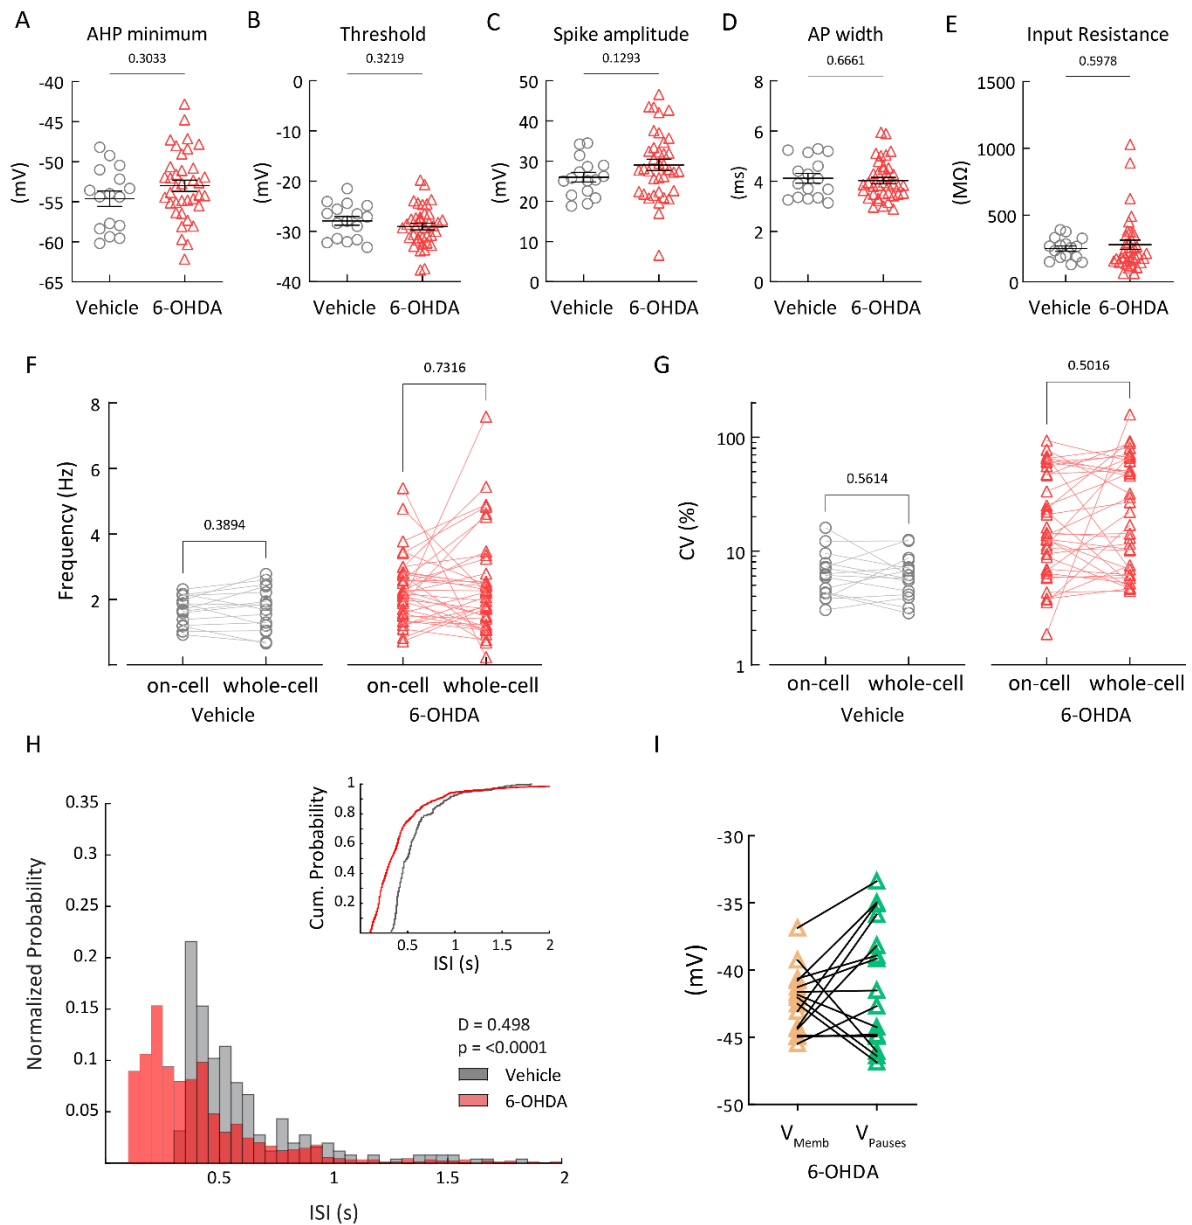 A
AHP minimum
0.3033
-40
-45
-50
-55
-60
-65
(mV)
Vehicle 6-OHDA
B
Threshold
0.3219
0
-10
-20
-30
-40
(mV)
Vehicle 6-OHDA
C
Spike amplitude
0.1293
50
40
30
20
10
0
(mV)
Vehicle 6-OHDA
D
AP width
0.6661
8
6
4
2
0
(ms)
Vehicle 6-OHDA
E
Input Resistance
0.5978
1500
1000
500
0
(MΩ)
Vehicle 6-OHDA
F
8
6
4
2
Frequency (Hz)
0.3894
0.7316
on-cell whole-cell
Vehicle
on-cell whole-cell
6-OHDA
G
100
10
1
CV (%)
0.5614
0.5016
on-cell whole-cell
Vehicle
on-cell whole-cell
6-OHDA
H
0.35
0.3
0.25
0.2
0.15
0.1
0.05
Normalized Probability
0.5 1 1.5 2
ISI (s)
1
0.8
0.6
0.4
0.2
Cum. Probability
0.5 1 1.5 2
ISI (s)
D = 0.498
p = <0.0001
Vehicle
6-OHDA
I
-30
-35
-40
-45
-50
(mV)
VMemb VPauses
6-OHDA